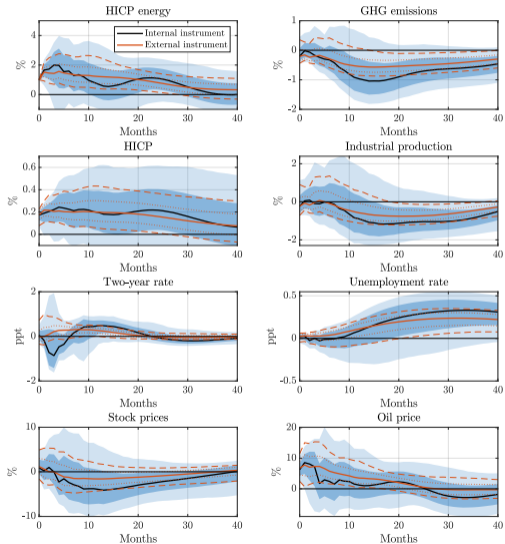 HICP energy
Internal instrument
External instrument
4
2
0
%
0 10 20 30 40
Months
GHG emissions
1
0
-1
-2
%
0 10 20 30 40
Months
HICP
0.6
0.4
0.2
0
%
0 10 20 30 40
Months
Industrial production
2
0
-2
%
0 10 20 30 40
Months
Two-year rate
2
0
-2
ppt
0 10 20 30 40
Months
Unemployment rate
0.5
0
-0.5
ppt
0 10 20 30 40
Months
Stock prices
10
0
-10
%
0 10 20 30 40
Months
Oil price
20
10
0
%
0 10 20 30 40
Months